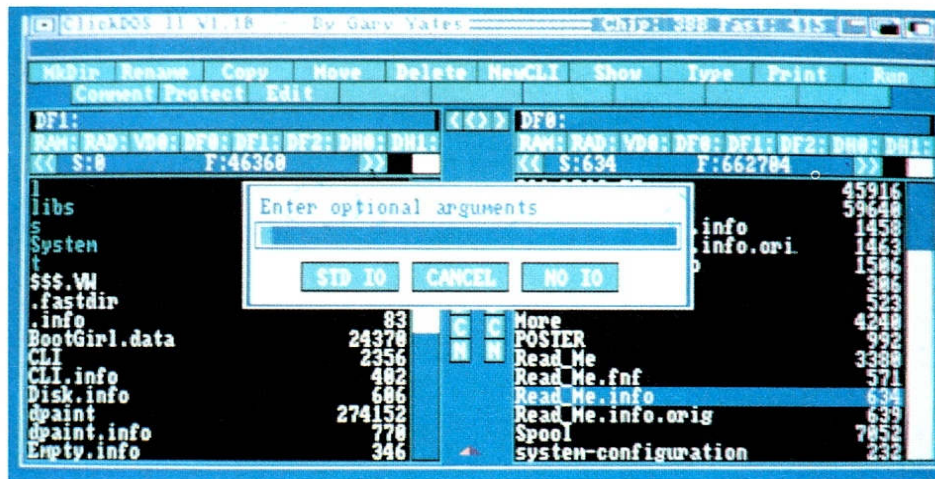 ClickDOS II V1.10 - By Gary Yates Chip: 388 Fast: 415
MkDir Rename Copy Move Delete NewCLI Show Type Print Run
Comment Protect Edit
DF1: <<>> DF0:
RAM: RAD: VD0: DF0: DF1: DF2: DH0: DH1: RAM: RAD: VD0: DF0: DF1: DF2: DH0: DH1:
<< S:0 F:46360 >> << S:634 F:662704 >>
Enter optional arguments
STD IO CANCEL NO IO
l
libs
s
System
t
$$$.VW
.fastdir
.info 83
BootGirl.data 24370
CLI 2356
CLI.info 402
Disk.info 606
dpaint 274152
dpaint.info 770
Empty.info 346
C C
N N
45916
59640
.info 1458
.info.ori 1463
1506
306
523
More 4240
POSTER 992
Read_Me 3380
Read_Me.fnf 571
Read_Me.info 634
Read_Me.info.orig 639
Spool 7052
system-configuration 232